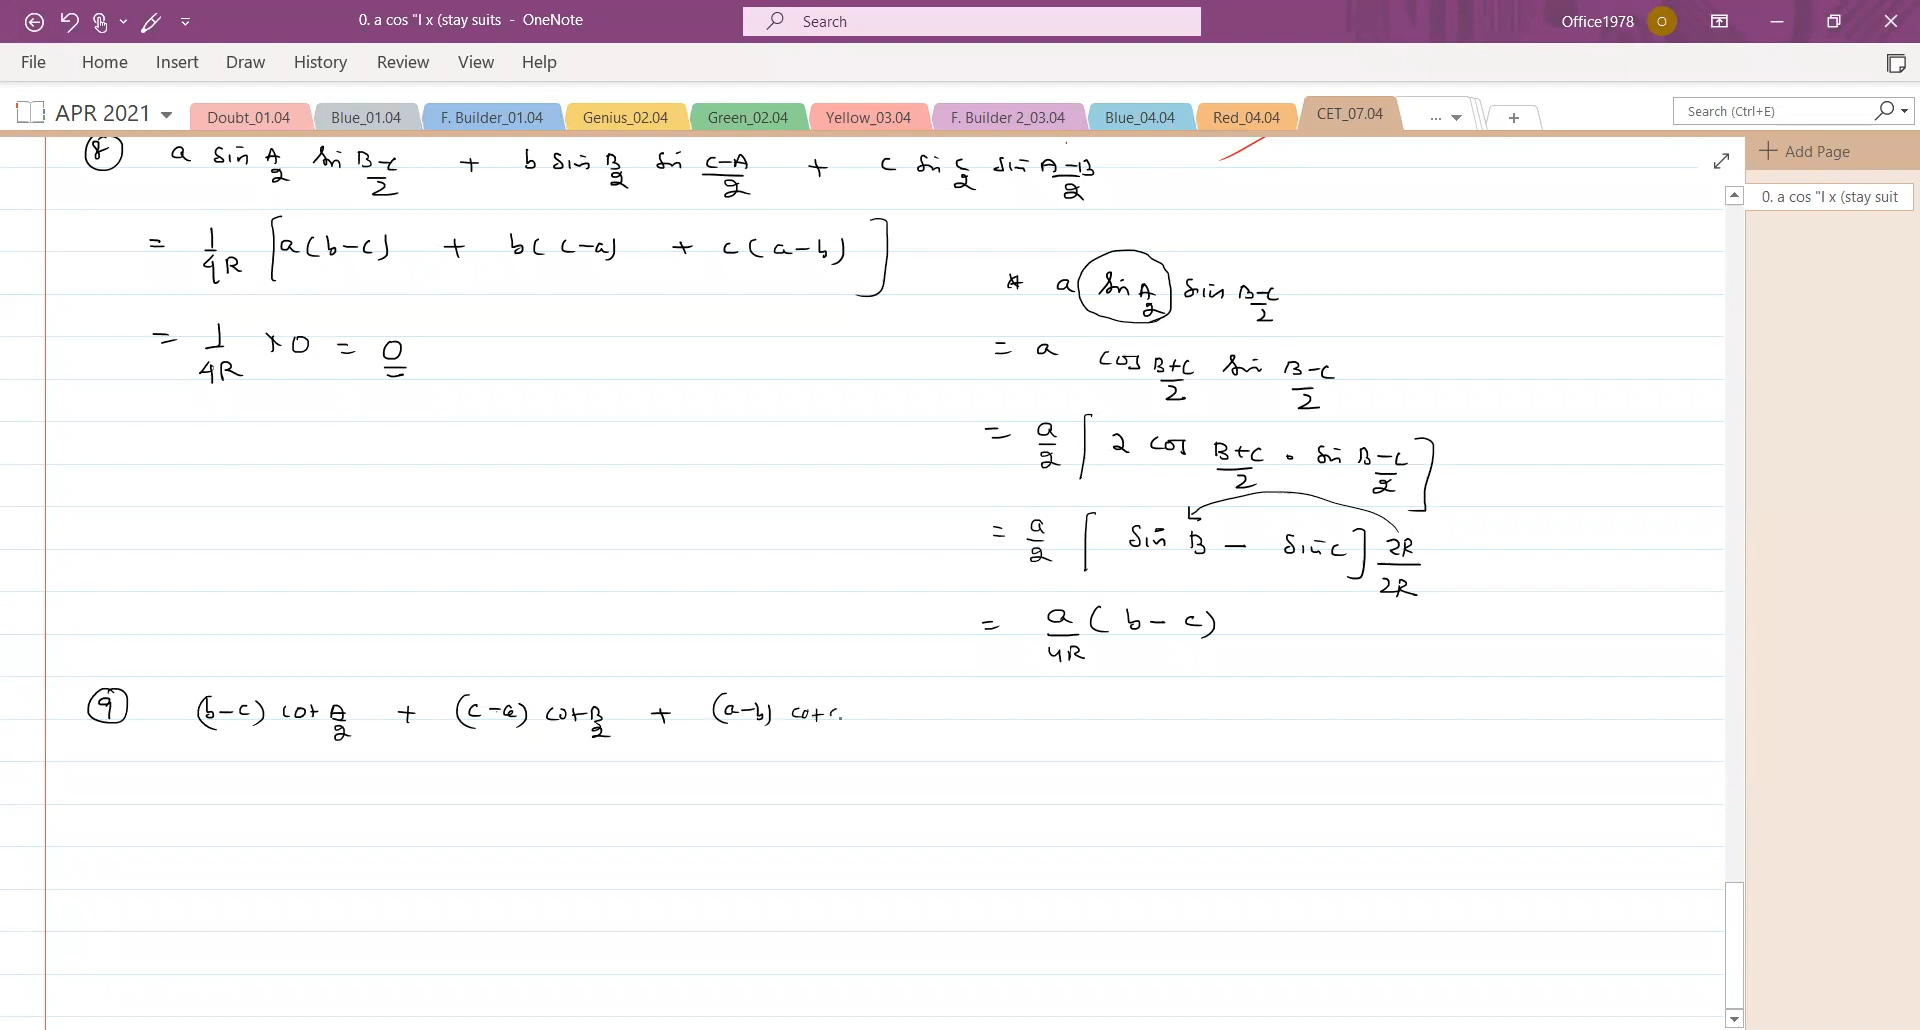 0. a cos "I x (stay suits - OneNote
Search
Office1978
O
File Home Insert Draw History Review View Help
APR 2021
Doubt_01.04 Blue_01.04 F. Builder_01.04 Genius_02.04 Green_02.04 Yellow_03.04 F. Builder 2_03.04 Blue_04.04 Red_04.04 CET_07.04 ... +
Search (Ctrl+E)
Add Page
0. a cos "I x (stay suit
⑧ a sin A/2 sin (B-C)/2 + b sin B/2 sin (C-A)/2 + c sin C/2 sin (A-B)/2
= 1/4R [a(b-c) + b(c-a) + c(a-b)]
= 1/4R × 0 = 0
* a sin A/2 sin (B-C)/2
= a cos (B+C)/2 sin (B-C)/2
= a/2 [2 cos (B+C)/2 . sin (B-C)/2]
= a/2 [sin B - sin C] 2R/2R
= a/4R (b-c)
⑨ (b-c) cot A/2 + (c-a) cot B/2 + (a-b) cot